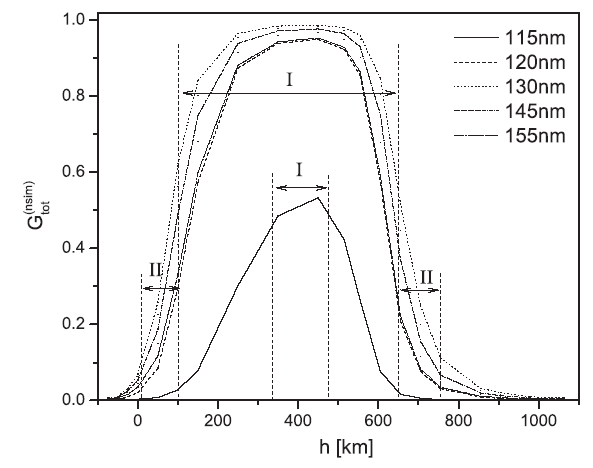 1.0
0.8
0.6
0.4
0.2
0.0
G_tot^(nsim)
115nm
120nm
130nm
145nm
155nm
I
I
II
II
0
200
400
600
800
1000
h [km]